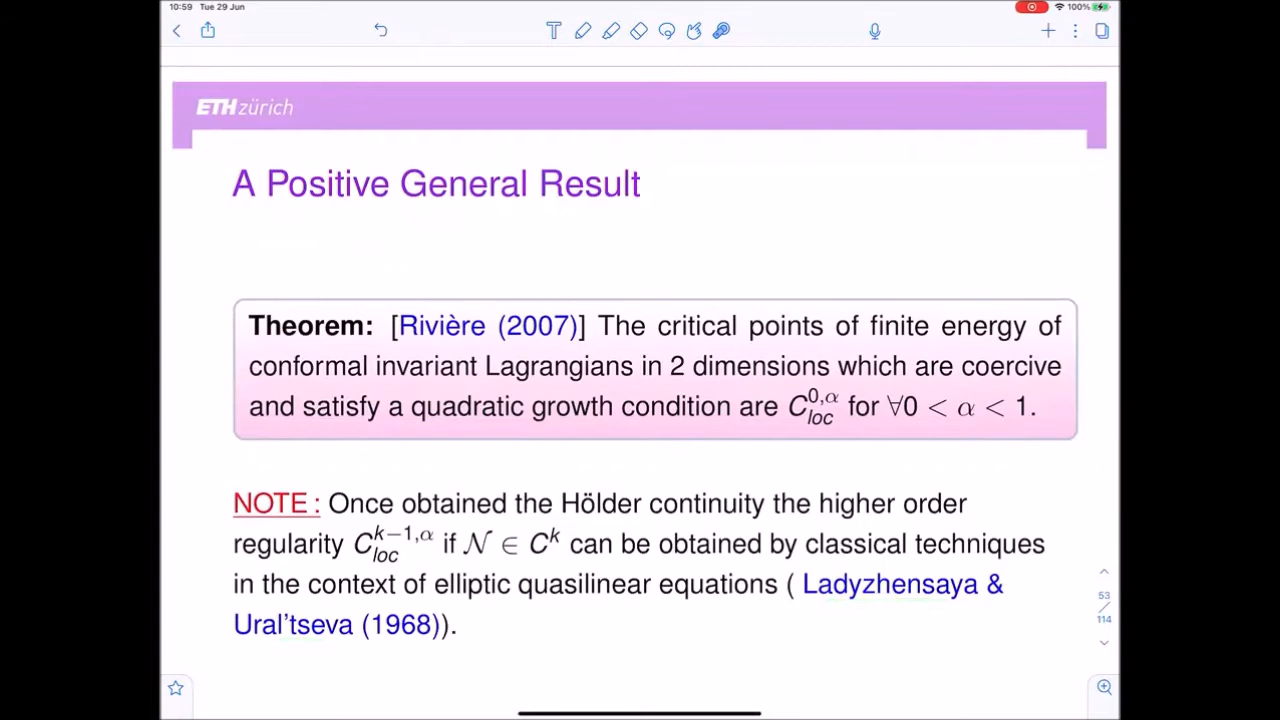 10:59 Tue 29 Jun
100%
ETH zürich
A Positive General Result
Theorem: [Rivière (2007)] The critical points of finite energy of
conformal invariant Lagrangians in 2 dimensions which are coercive
and satisfy a quadratic growth condition are C^{0,α}_{loc} for ∀0 < α < 1.
NOTE : Once obtained the Hölder continuity the higher order
regularity C^{k−1,α}_{loc} if 𝒩 ∈ C^k can be obtained by classical techniques
in the context of elliptic quasilinear equations ( Ladyzhensaya &
Ural'tseva (1968)).
53
/
114